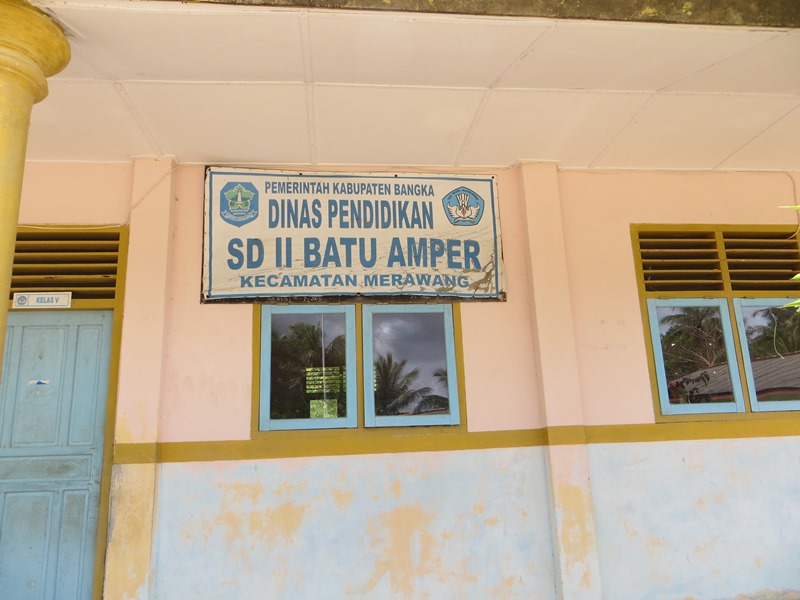 PEMERINTAH KABUPATEN BANGKA
DINAS PENDIDIKAN
SD II BATU AMPER
KECAMATAN MERAWANG
KELAS V